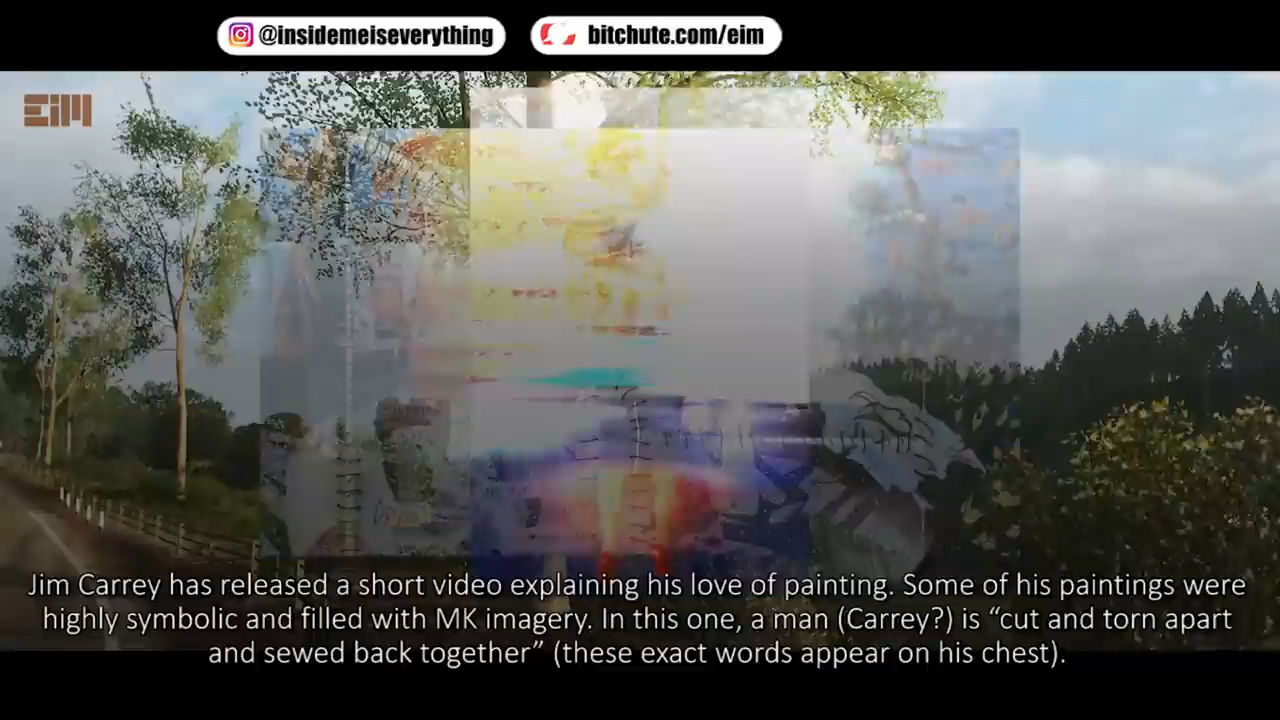 @insidemeiseverything
bitchute.com/eim
EIM
Jim Carrey has released a short video explaining his love of painting. Some of his paintings were
highly symbolic and filled with MK imagery. In this one, a man (Carrey?) is “cut and torn apart
and sewed back together” (these exact words appear on his chest).